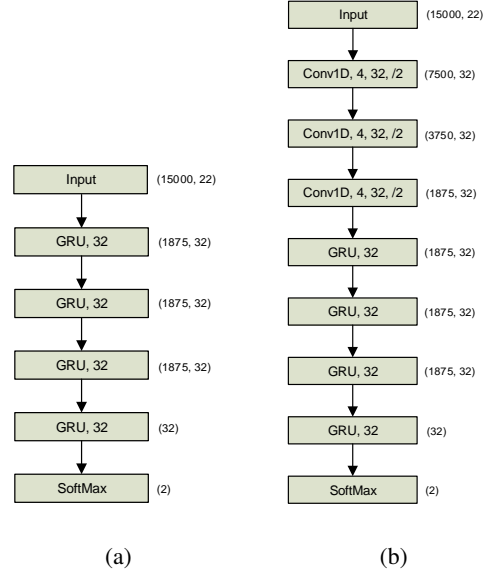 Input (15000, 22)
GRU, 32 (1875, 32)
GRU, 32 (1875, 32)
GRU, 32 (1875, 32)
GRU, 32 (32)
SoftMax (2)
(a)
Input (15000, 22)
Conv1D, 4, 32, /2 (7500, 32)
Conv1D, 4, 32, /2 (3750, 32)
Conv1D, 4, 32, /2 (1875, 32)
GRU, 32 (1875, 32)
GRU, 32 (1875, 32)
GRU, 32 (1875, 32)
GRU, 32 (32)
SoftMax (2)
(b)